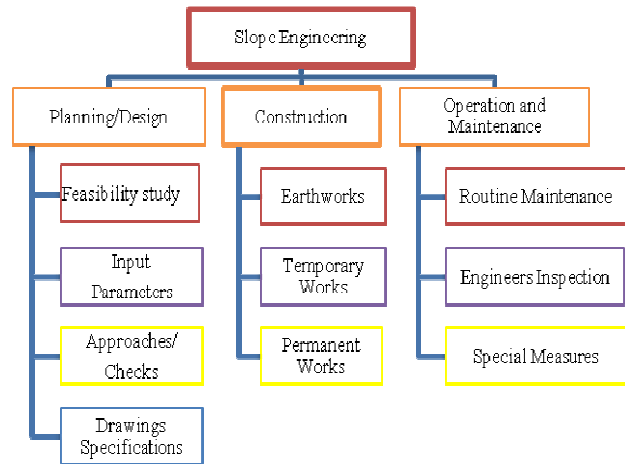 Slope Engineering
Planning/Design
Construction
Operation and
Maintenance
Feasibility study
Input
Parameters
Approaches/
Checks
Drawings
Specifications
Earthworks
Temporary
Works
Permanent
Works
Routine Maintenance
Engineers Inspection
Special Measures